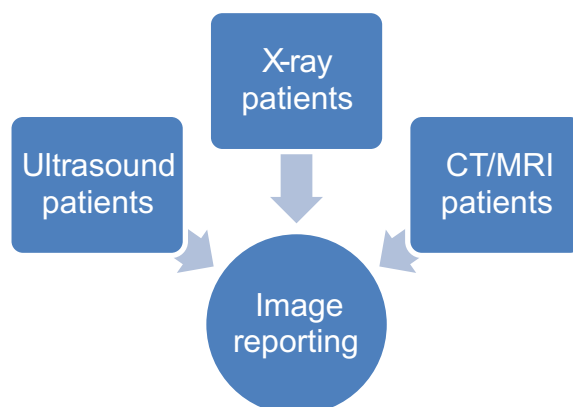 X-ray
patients
Ultrasound
patients
CT/MRI
patients
Image
reporting